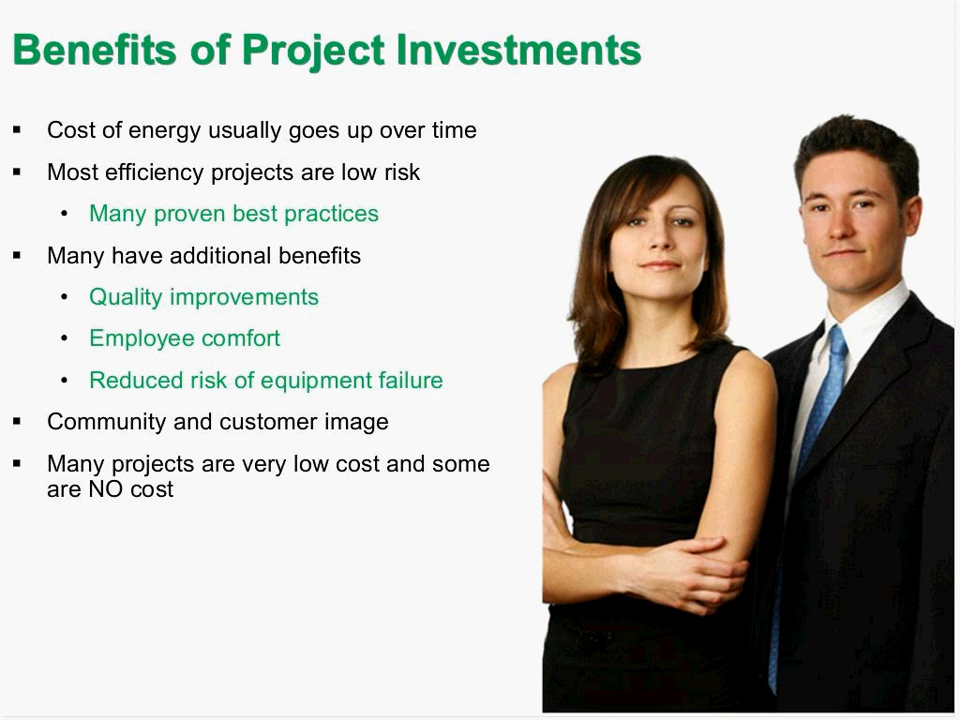 Benefits of Project Investments
Cost of energy usually goes up over time
Most efficiency projects are low risk
Many proven best practices
Many have additional benefits
Quality improvements
Employee comfort
Reduced risk of equipment failure
Community and customer image
Many projects are very low cost and some
are NO cost